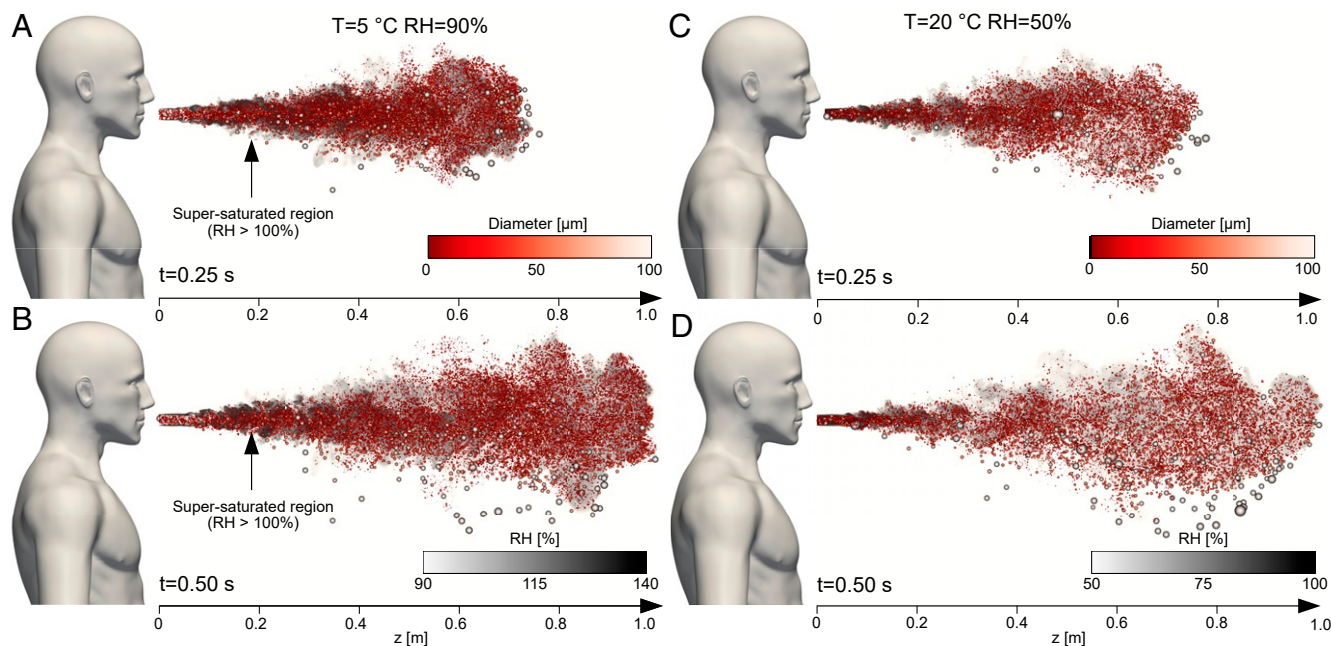 A
T=5 °C RH=90%
Super-saturated region
(RH > 100%)
Diameter [µm]
0 50 100
t=0.25 s
0 0.2 0.4 0.6 0.8 1.0
B
Super-saturated region
(RH > 100%)
RH [%]
90 115 140
t=0.50 s
0 0.2 0.4 0.6 0.8 1.0
z [m]
C
T=20 °C RH=50%
Diameter [µm]
0 50 100
t=0.25 s
0 0.2 0.4 0.6 0.8 1.0
D
RH [%]
50 75 100
t=0.50 s
0 0.2 0.4 0.6 0.8 1.0
z [m]